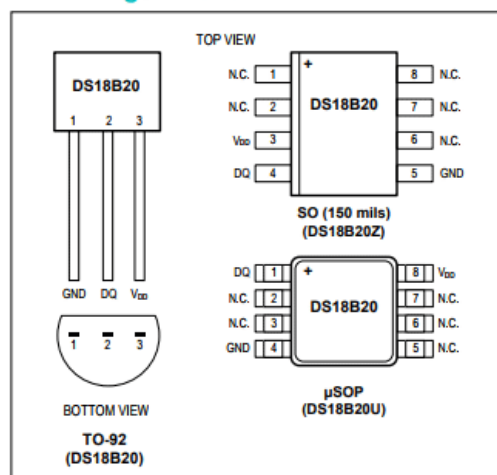 TOP VIEW
DS18B20
1 2 3
GND DQ VDD
1 2 3
BOTTOM VIEW
TO-92
(DS18B20)
+
DS18B20
N.C. 1 8 N.C.
N.C. 2 7 N.C.
VDD 3 6 N.C.
DQ 4 5 GND
SO (150 mils)
(DS18B20Z)
+
DS18B20
DQ 1 8 VDD
N.C. 2 7 N.C.
N.C. 3 6 N.C.
GND 4 5 N.C.
µSOP
(DS18B20U)